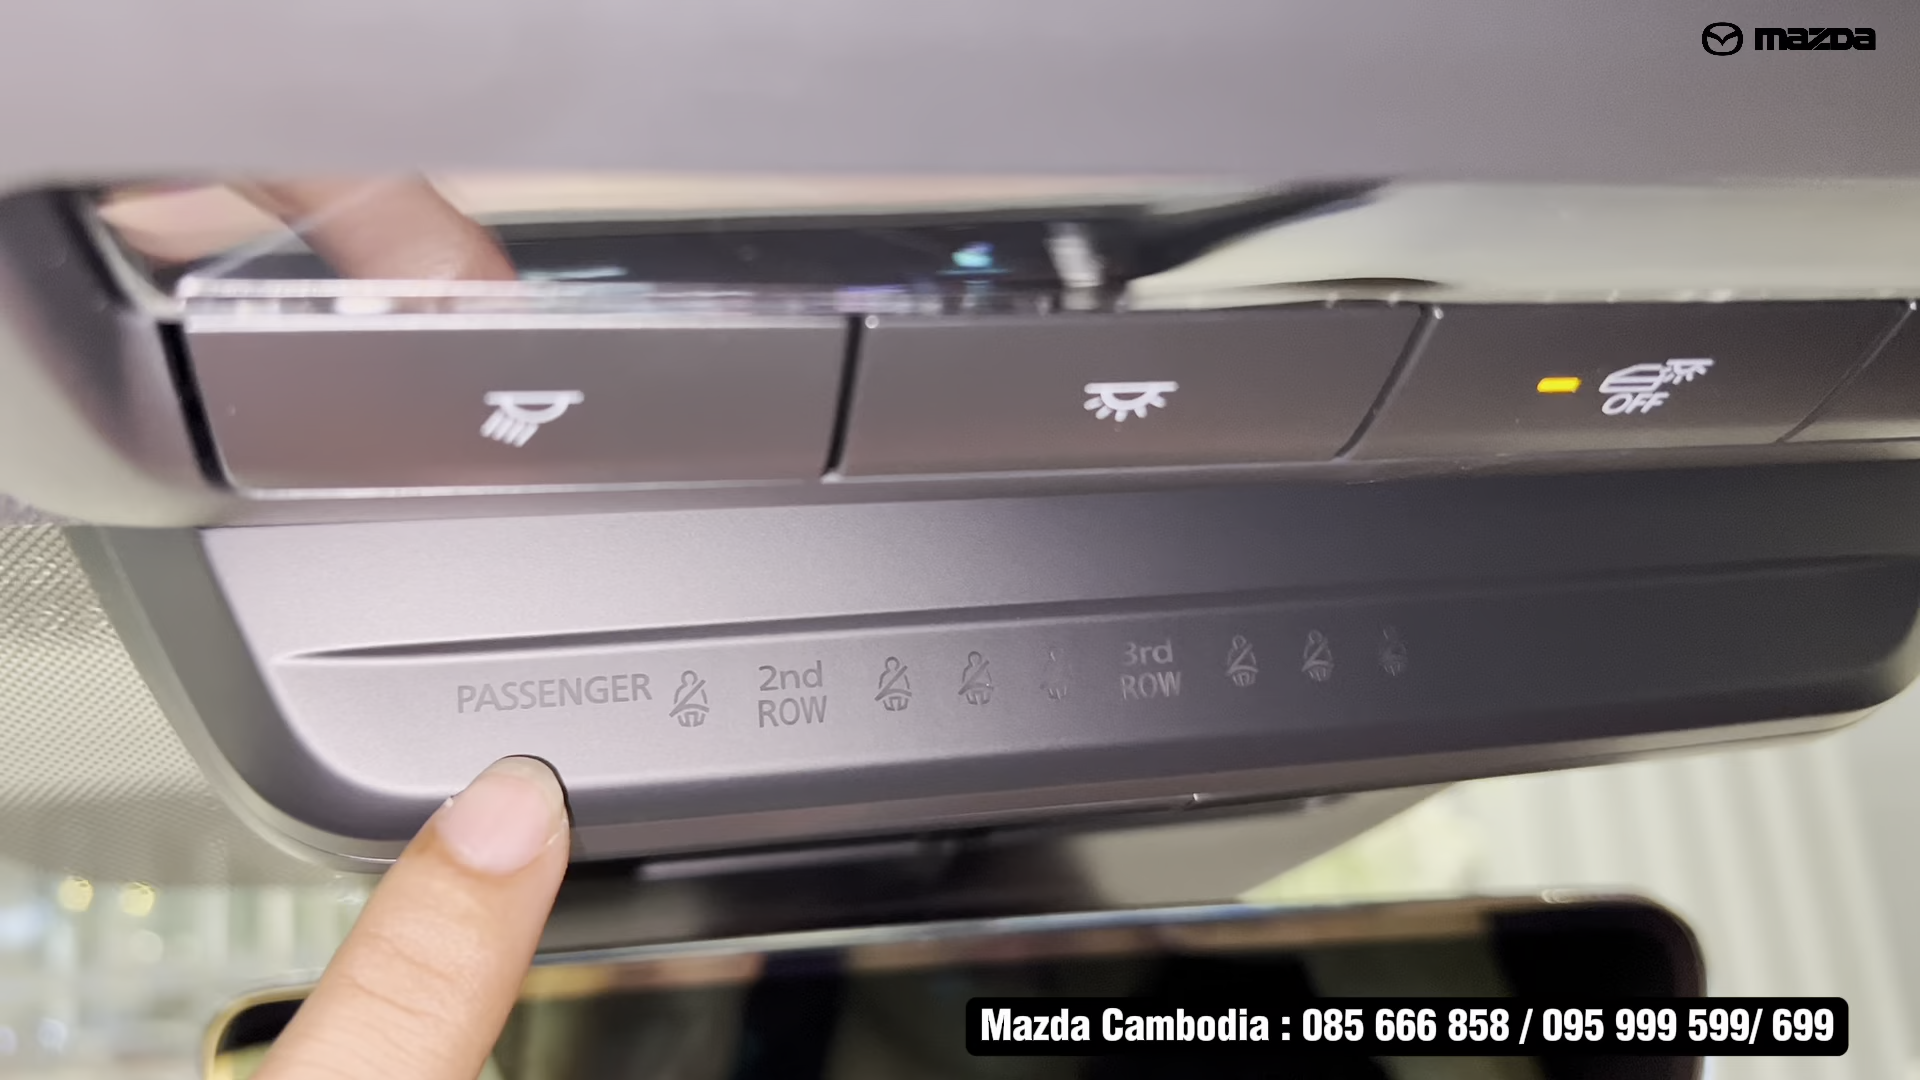 mazda
OFF
PASSENGER
2nd
ROW
3rd
ROW
Mazda Cambodia : 085 666 858 / 095 999 599/ 699